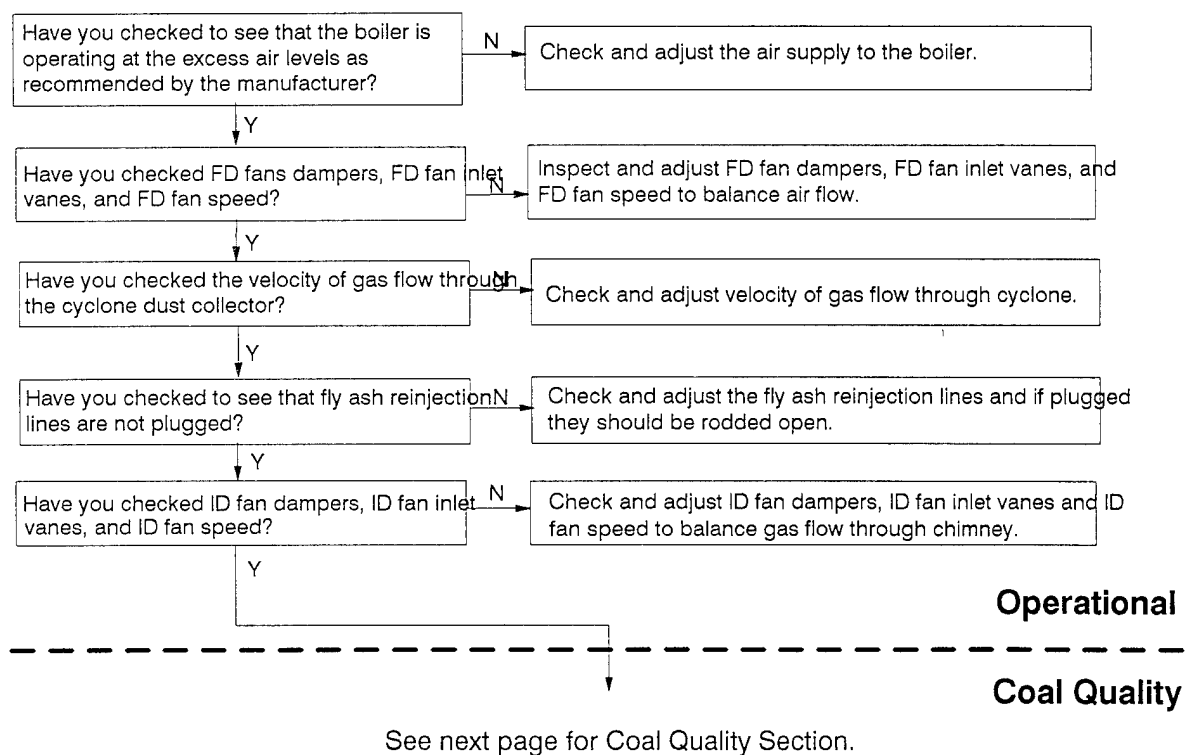 Have you checked to see that the boiler is
operating at the excess air levels as
recommended by the manufacturer?
N
Check and adjust the air supply to the boiler.
Y
Have you checked FD fans dampers, FD fan inlet
vanes, and FD fan speed?
N
Inspect and adjust FD fan dampers, FD fan inlet vanes, and
FD fan speed to balance air flow.
Y
Have you checked the velocity of gas flow through
the cyclone dust collector?
N
Check and adjust velocity of gas flow through cyclone.
Y
Have you checked to see that fly ash reinjection
lines are not plugged?
N
Check and adjust the fly ash reinjection lines and if plugged
they should be rodded open.
Y
Have you checked ID fan dampers, ID fan inlet
vanes, and ID fan speed?
N
Check and adjust ID fan dampers, ID fan inlet vanes and ID
fan speed to balance gas flow through chimney.
Y
Operational
Coal Quality
See next page for Coal Quality Section.